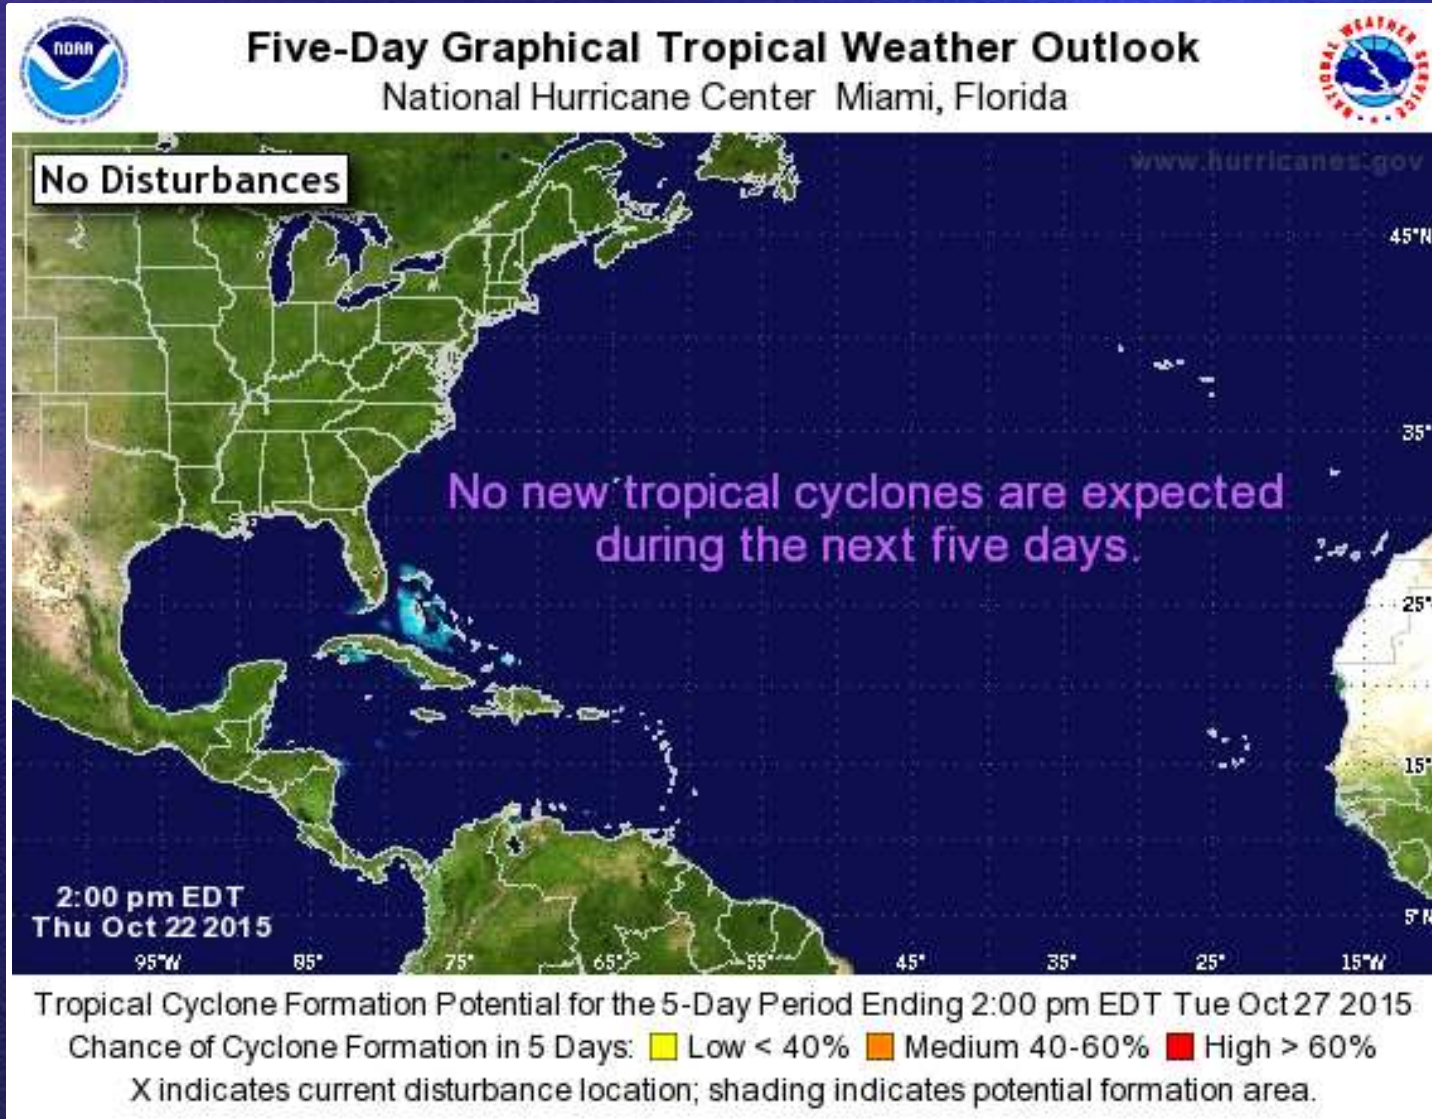 NOAA
Five-Day Graphical Tropical Weather Outlook
National Hurricane Center Miami, Florida
NATIONAL WEATHER SERVICE
No Disturbances
www.hurricanes.gov
45°N
35°
No new tropical cyclones are expected
during the next five days.
25°
15°
2:00 pm EDT
Thu Oct 22 2015
5°N
95°W 85° 75° 65° 55° 45° 35° 25° 15°W
Tropical Cyclone Formation Potential for the 5-Day Period Ending 2:00 pm EDT Tue Oct 27 2015
Chance of Cyclone Formation in 5 Days: Low < 40% Medium 40-60% High > 60%
X indicates current disturbance location; shading indicates potential formation area.